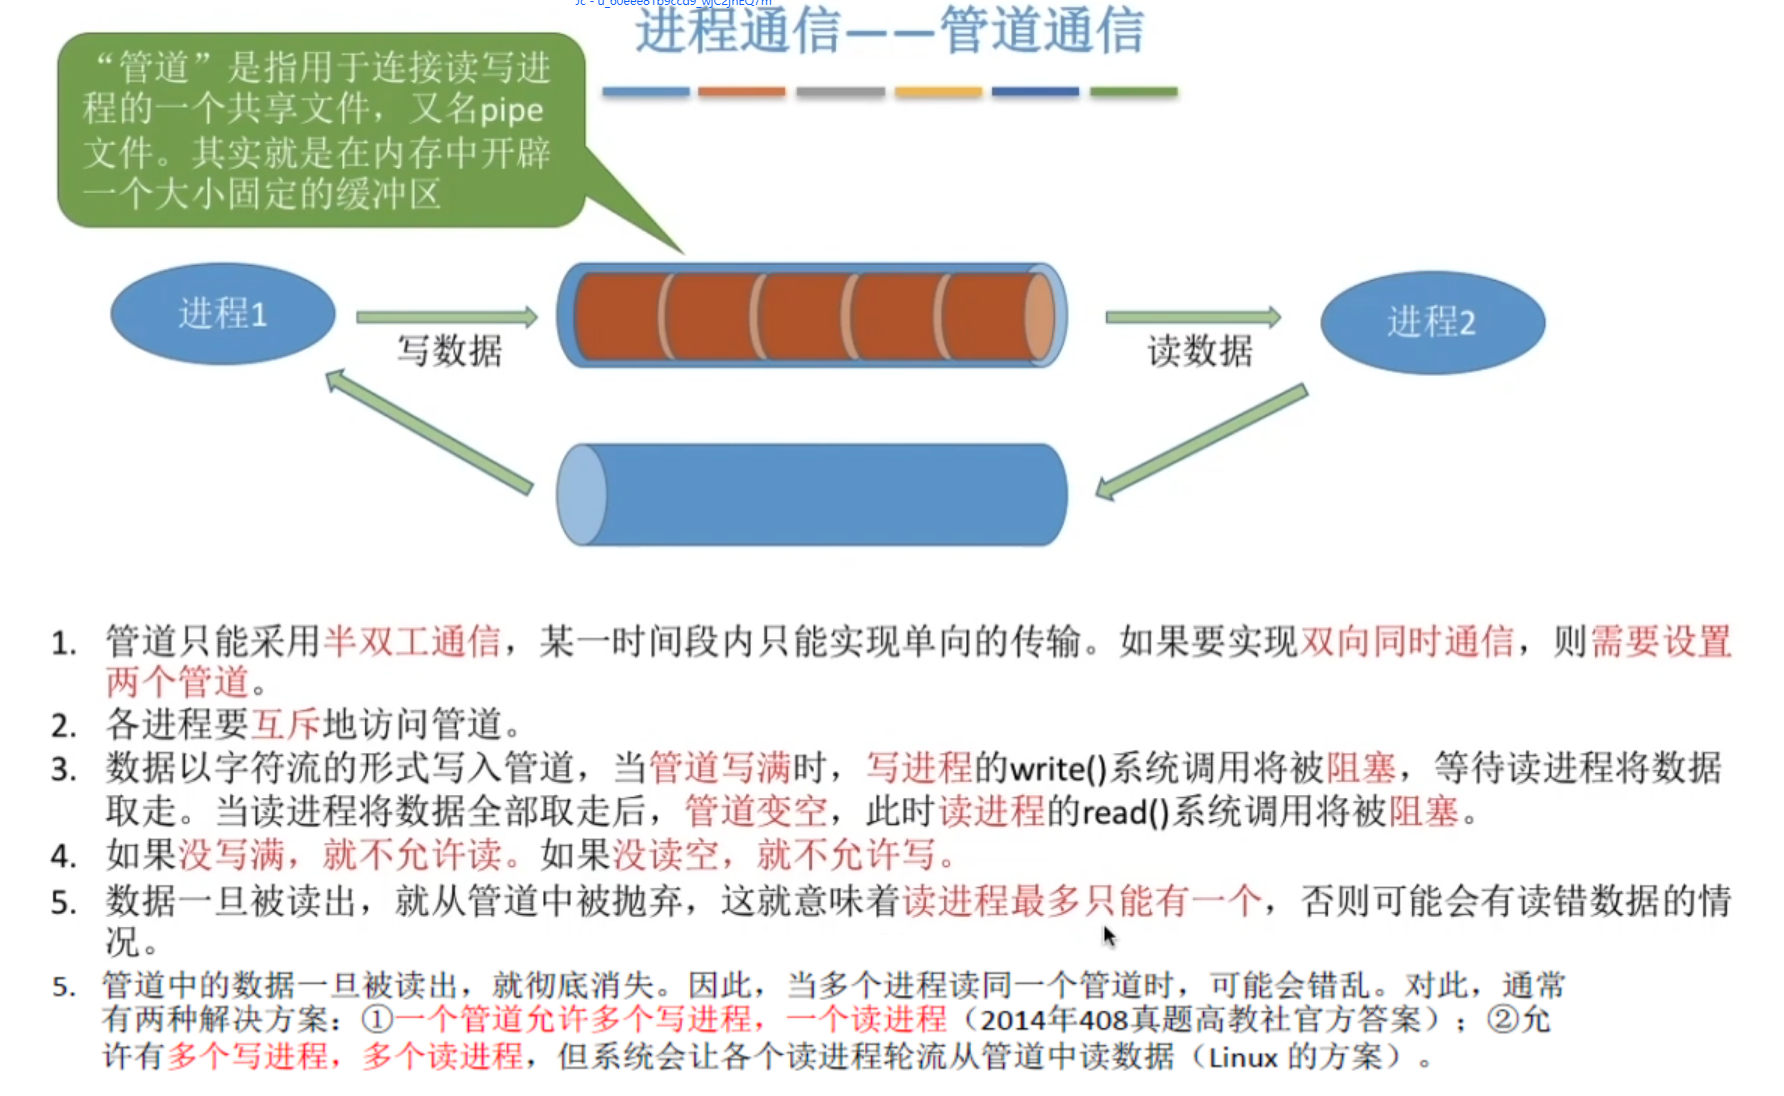 进程通信——管道通信
“管道”是指用于连接读写进
程的一个共享文件，又名pipe
文件。其实就是在内存中开辟
一个大小固定的缓冲区
进程1
写数据
读数据
进程2
1. 管道只能采用半双工通信，某一时间段内只能实现单向的传输。如果要实现双向同时通信，则需要设置
两个管道。
2. 各进程要互斥地访问管道。
3. 数据以字符流的形式写入管道，当管道写满时，写进程的write()系统调用将被阻塞，等待读进程将数据
取走。当读进程将数据全部取走后，管道变空，此时读进程的read()系统调用将被阻塞。
4. 如果没写满，就不允许读。如果没读空，就不允许写。
5. 数据一旦被读出，就从管道中被抛弃，这就意味着读进程最多只能有一个，否则可能会有读错数据的情
况。
5. 管道中的数据一旦被读出，就彻底消失。因此，当多个进程读同一个管道时，可能会错乱。对此，通常
有两种解决方案：①一个管道允许多个写进程，一个读进程（2014年408真题高教社官方答案）；②允
许有多个写进程，多个读进程，但系统会让各个读进程轮流从管道中读数据（Linux 的方案）。